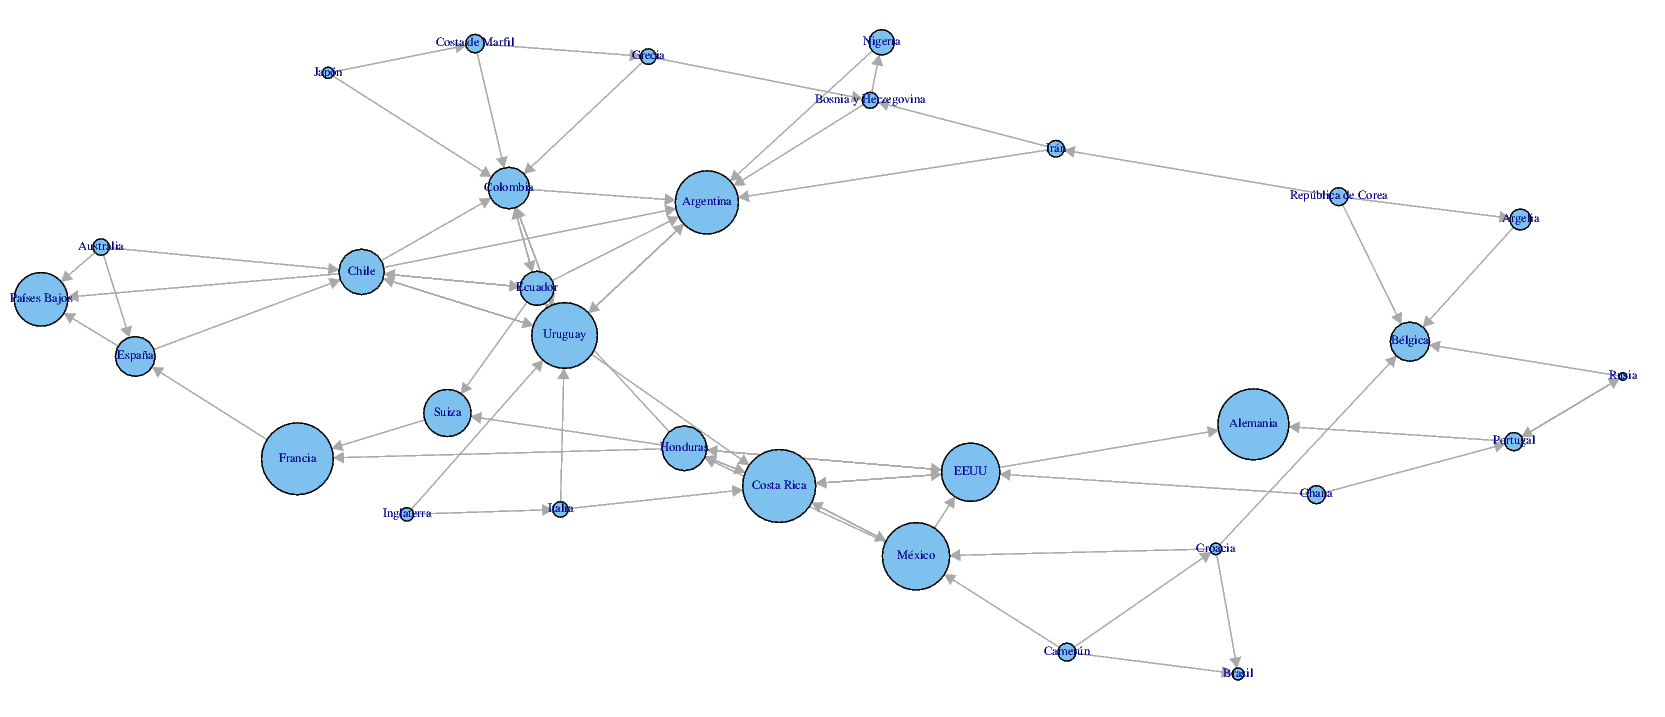 Nigeria
Costa de Marfil
Grecia
Japón
Bosnia y Herzegovina
Irán
Colombia
República de Corea
Argentina
Argelia
Australia
Chile
Ecuador
Países Bajos
Uruguay
Bélgica
España
Rusia
Suiza
Alemania
Portugal
Honduras
Francia
EEUU
Costa Rica
Ghana
Italia
Inglaterra
Croacia
México
Camerún
Brasil